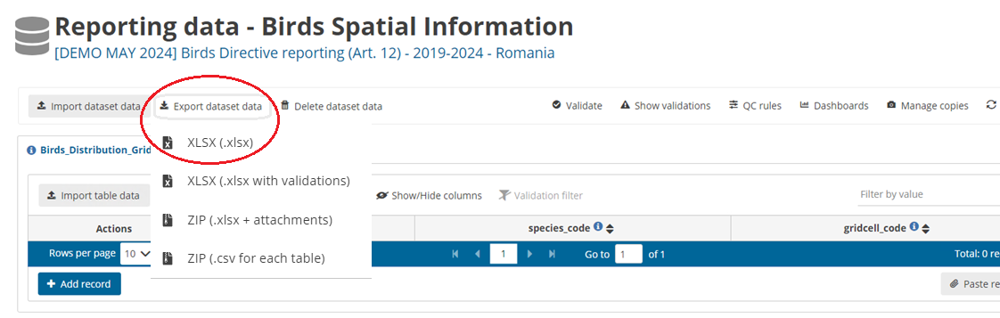 Reporting data - Birds Spatial Information
[DEMO MAY 2024] Birds Directive reporting (Art. 12) - 2019-2024 - Romania
Import dataset data Export dataset data Delete dataset data Validate Show validations QC rules Dashboards Manage copies
XLSX (.xlsx)
Birds_Distribution_Grid
XLSX (.xlsx with validations)
Import table data Show/Hide columns Validation filter Filter by value
ZIP (.xlsx + attachments)
Actions species_code gridcell_code
Rows per page 10 1 Go to 1 of 1 Total: 0 re
ZIP (.csv for each table)
Add record Paste re